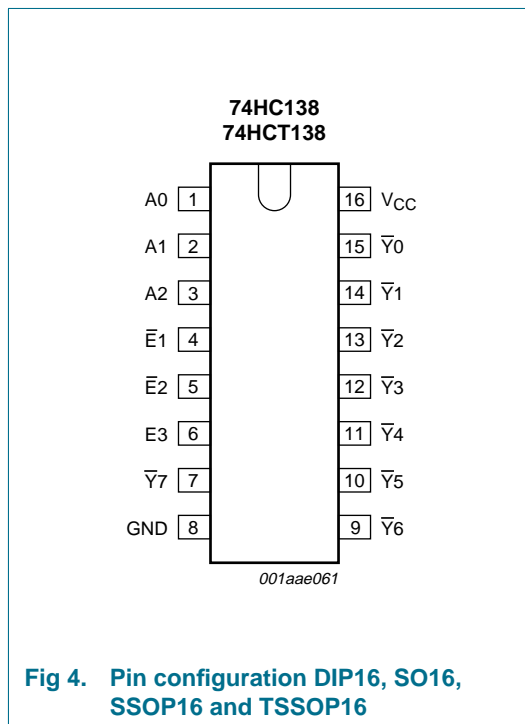 74HC138
74HCT138
A0 1 16 VCC
A1 2 15 Y̅0
A2 3 14 Y̅1
E̅1 4 13 Y̅2
E̅2 5 12 Y̅3
E3 6 11 Y̅4
Y̅7 7 10 Y̅5
GND 8 9 Y̅6
001aae061
Fig 4. Pin configuration DIP16, SO16,
SSOP16 and TSSOP16